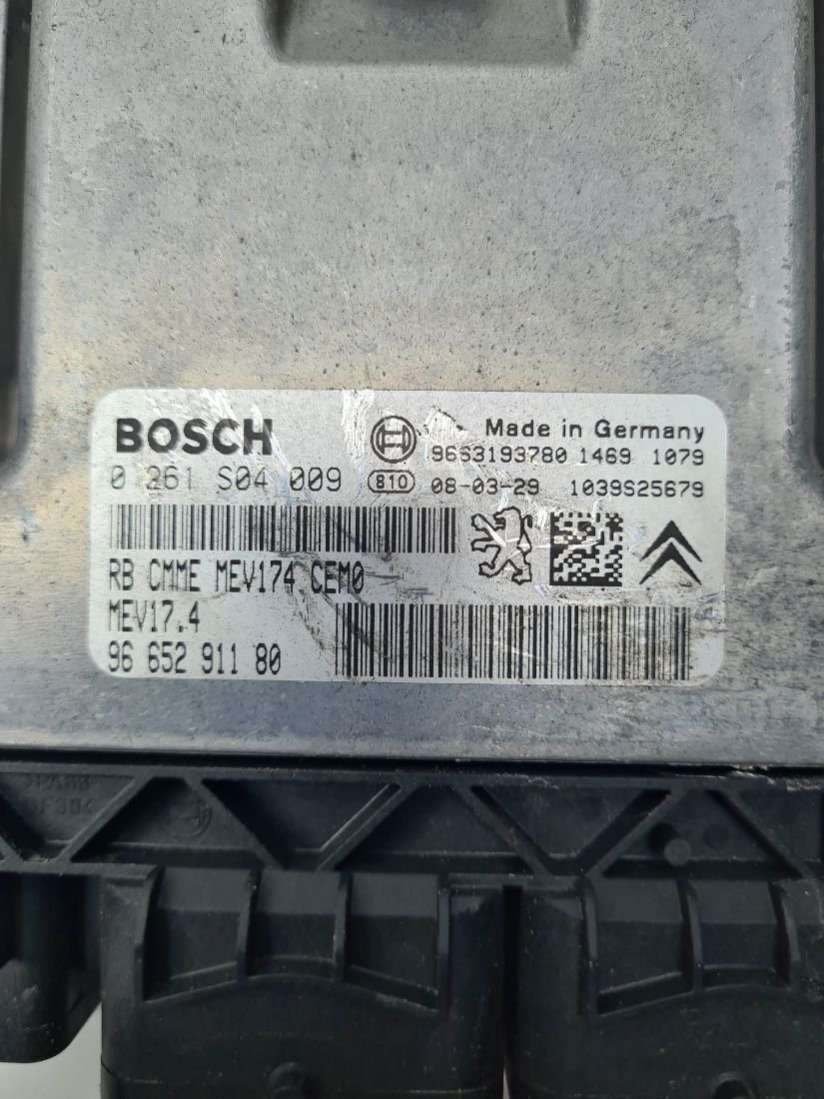 BOSCH
Made in Germany
9653193780 1469 1079
0 261 S04 009
810
08-03-29 1039S25679
RB CMME MEV174 CEM0
MEV17.4
96 652 911 80